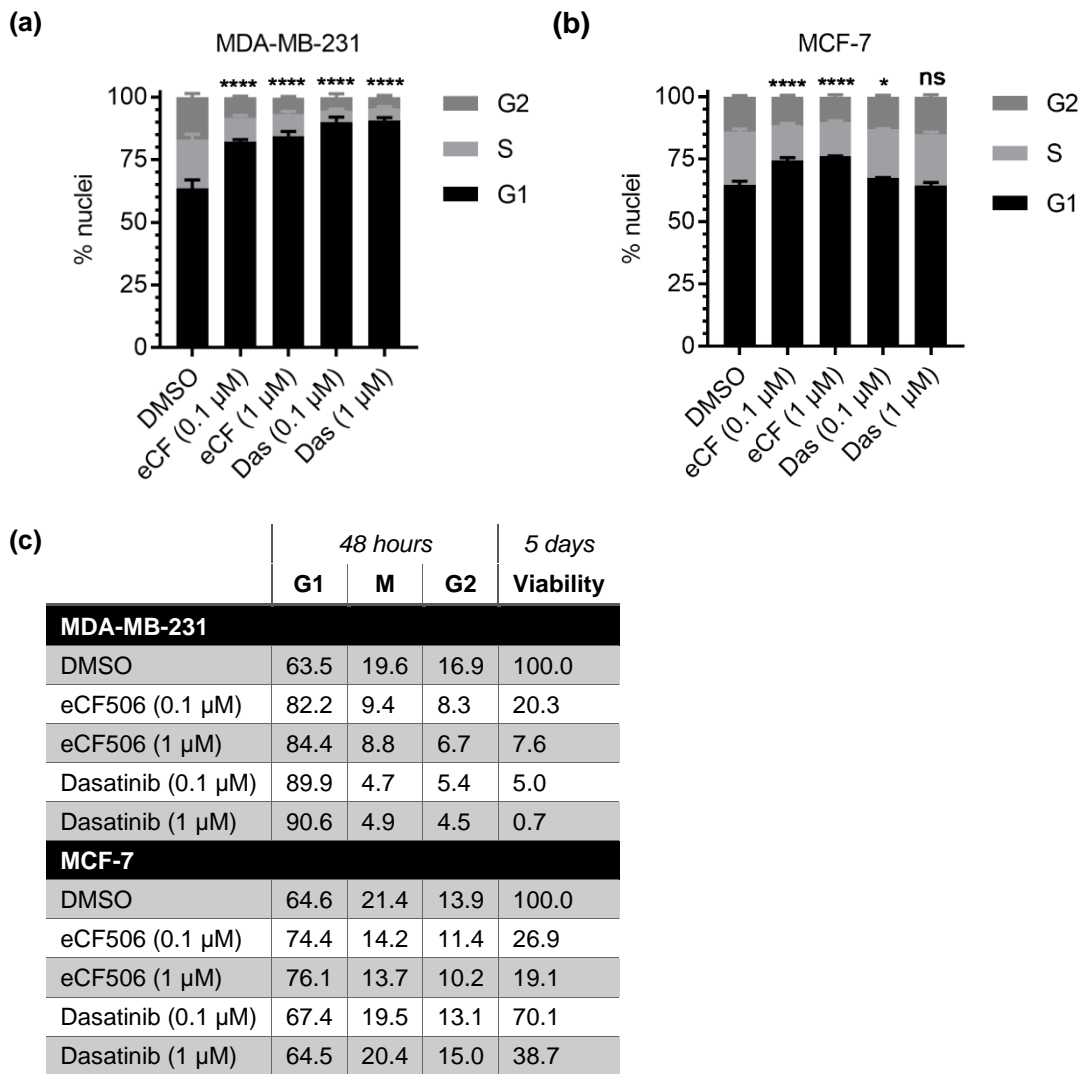 (a)
MDA-MB-231
**** **** **** ****
100
75
50
25
0
% nuclei
G2
S
G1
DMSO
eCF (0.1 µM)
eCF (1 µM)
Das (0.1 µM)
Das (1 µM)
(b)
MCF-7
**** **** * ns
100
75
50
25
0
% nuclei
G2
S
G1
DMSO
eCF (0.1 µM)
eCF (1 µM)
Das (0.1 µM)
Das (1 µM)
(c)
48 hours 5 days
G1 M G2 Viability
MDA-MB-231
DMSO 63.5 19.6 16.9 100.0
eCF506 (0.1 µM) 82.2 9.4 8.3 20.3
eCF506 (1 µM) 84.4 8.8 6.7 7.6
Dasatinib (0.1 µM) 89.9 4.7 5.4 5.0
Dasatinib (1 µM) 90.6 4.9 4.5 0.7
MCF-7
DMSO 64.6 21.4 13.9 100.0
eCF506 (0.1 µM) 74.4 14.2 11.4 26.9
eCF506 (1 µM) 76.1 13.7 10.2 19.1
Dasatinib (0.1 µM) 67.4 19.5 13.1 70.1
Dasatinib (1 µM) 64.5 20.4 15.0 38.7